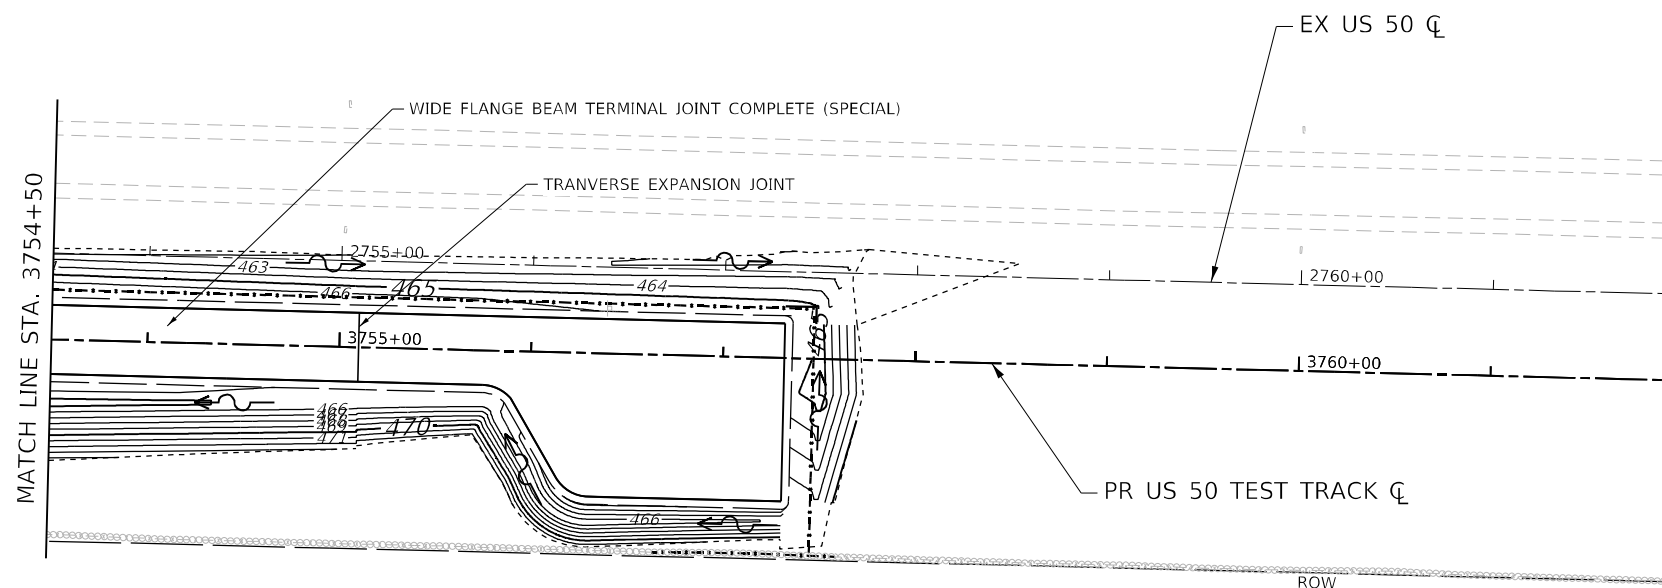 EX US 50 ℄
WIDE FLANGE BEAM TERMINAL JOINT COMPLETE (SPECIAL)
TRANVERSE EXPANSION JOINT
MATCH LINE STA. 3754+50
2755+00
463
2760+00
466
465
464
465
3755+00
3760+00
466
469
471
470
PR US 50 TEST TRACK ℄
466
ROW